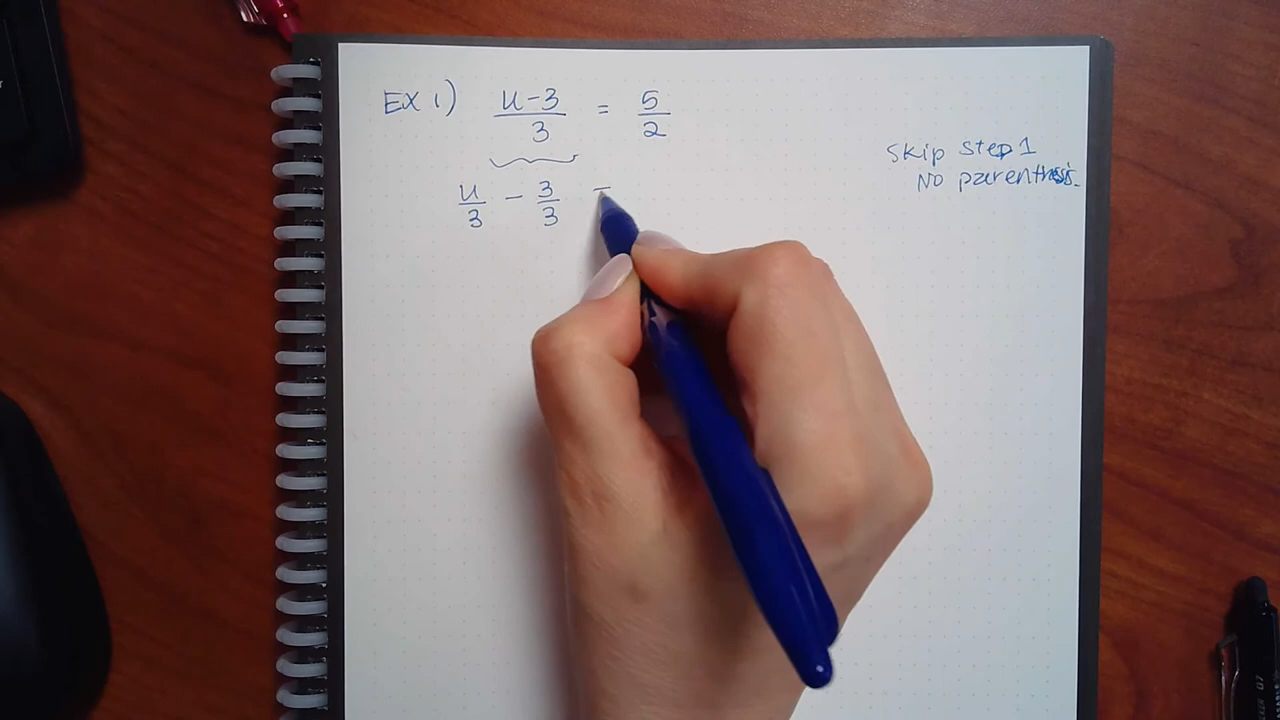 EX 1) u-3/3 = 5/2
skip step 1
No parenthesis.
u/3 - 3/3